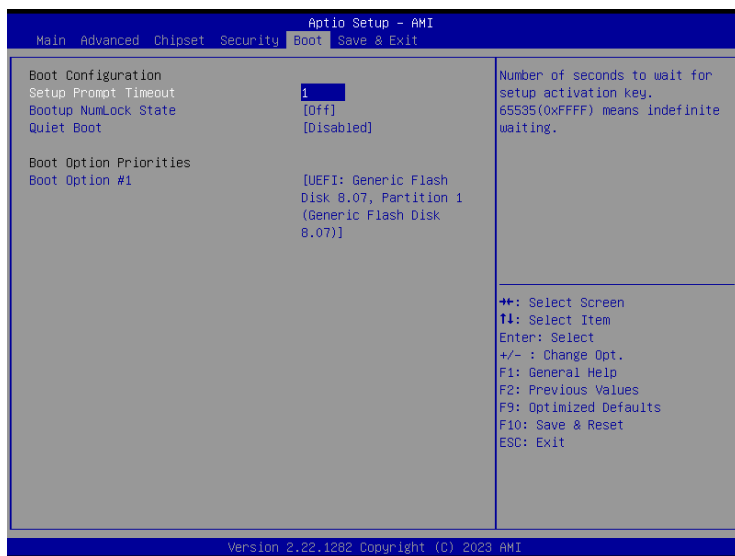 Aptio Setup - AMI
Main Advanced Chipset Security Boot Save & Exit
Boot Configuration
Setup Prompt Timeout 1
Bootup NumLock State [Off]
Quiet Boot [Disabled]
Boot Option Priorities
Boot Option #1 [UEFI: Generic Flash
Disk 8.07, Partition 1
(Generic Flash Disk
8.07)]
Number of seconds to wait for
setup activation key.
65535(0xFFFF) means indefinite
waiting.
→←: Select Screen
↑↓: Select Item
Enter: Select
+/- : Change Opt.
F1: General Help
F2: Previous Values
F9: Optimized Defaults
F10: Save & Reset
ESC: Exit
Version 2.22.1282 Copyright (C) 2023 AMI